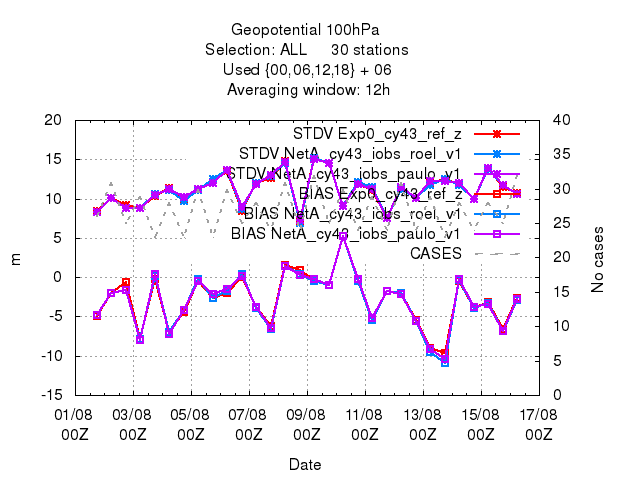 Geopotential 100hPa
Selection: ALL     30 stations
Used {00,06,12,18} + 06
Averaging window: 12h
20
15
10
5
0
-5
-10
-15
m
40
35
30
25
20
15
10
5
0
No cases
STDV Exp0_cy43_ref_z
STDV NetA_cy43_iobs_roel_v1
STDV NetA_cy43_iobs_paulo_v1
BIAS Exp0_cy43_ref_z
BIAS NetA_cy43_iobs_roel_v1
BIAS NetA_cy43_iobs_paulo_v1
CASES
01/08 03/08 05/08 07/08 09/08 11/08 13/08 15/08 17/08
00Z 00Z 00Z 00Z 00Z 00Z 00Z 00Z 00Z
Date